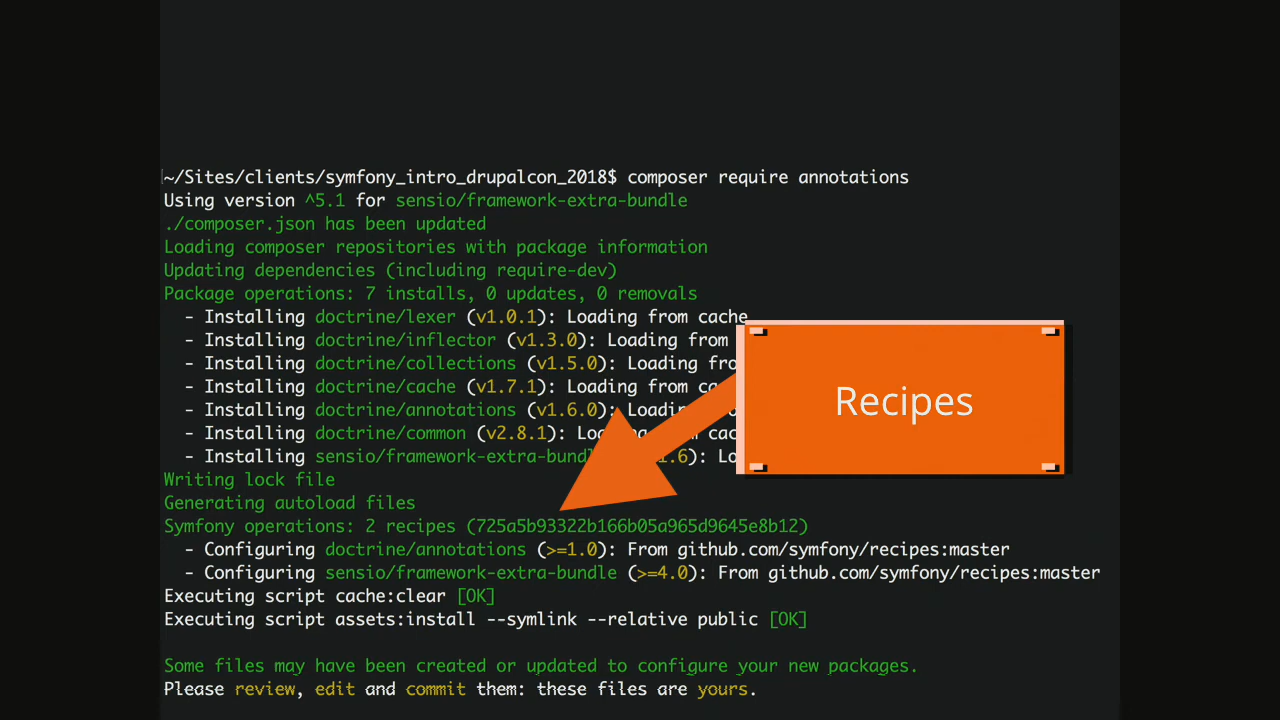 ~/Sites/clients/symfony_intro_drupalcon_2018$ composer require annotations
Using version ^5.1 for sensio/framework-extra-bundle
./composer.json has been updated
Loading composer repositories with package information
Updating dependencies (including require-dev)
Package operations: 7 installs, 0 updates, 0 removals
- Installing doctrine/lexer (v1.0.1): Loading from cache
- Installing doctrine/inflector (v1.3.0): Loading from
- Installing doctrine/collections (v1.5.0): Loading
- Installing doctrine/cache (v1.7.1): Loading from
- Installing doctrine/annotations (v1.6.0):
- Installing doctrine/common (v2.8.1):
- Installing
Recipes
Writing lock file
Generating autoload files
Symfony operations: 2 recipes (725a5b93322b166b05a965d9645e8b12)
- Configuring doctrine/annotations (>=1.0): From github.com/symfony/recipes:master
- Configuring sensio/framework-extra-bundle (>=4.0): From github.com/symfony/recipes:master
Executing script cache:clear [OK]
Executing script assets:install --symlink --relative public [OK]
Some files may have been created or updated to configure your new packages.
Please review, edit and commit them: these files are yours.